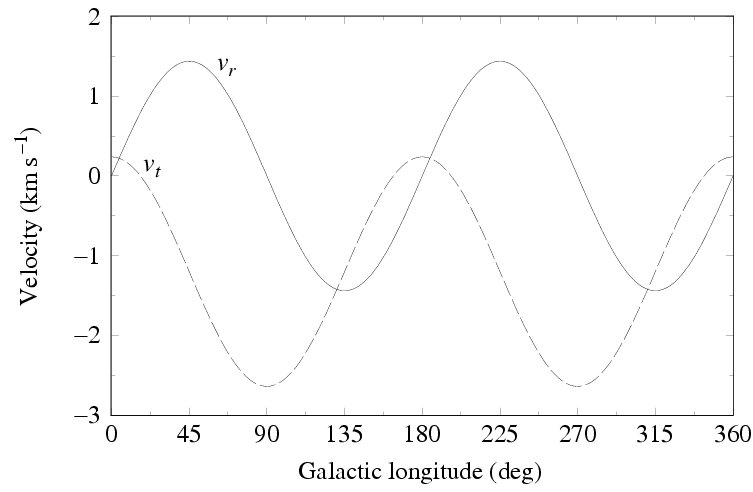 2
1
0
−1
−2
−3
v_r
v_t
Velocity (km s⁻¹)
0 45 90 135 180 225 270 315 360
Galactic longitude (deg)